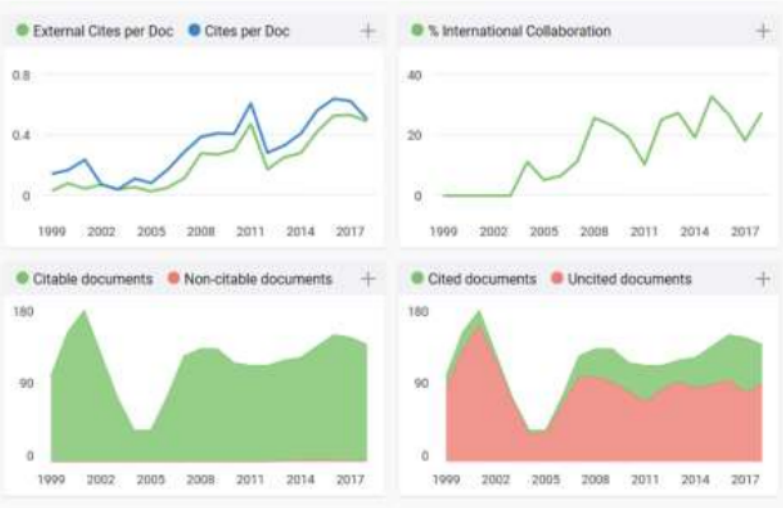 External Cites per Doc Cites per Doc +
0.8
0.4
0
1999 2002 2005 2008 2011 2014 2017
% International Collaboration +
40
20
0
1999 2002 2005 2008 2011 2014 2017
Citable documents Non-citable documents +
180
90
0
1999 2002 2005 2008 2011 2014 2017
Cited documents Uncited documents +
180
90
0
1999 2002 2005 2008 2011 2014 2017